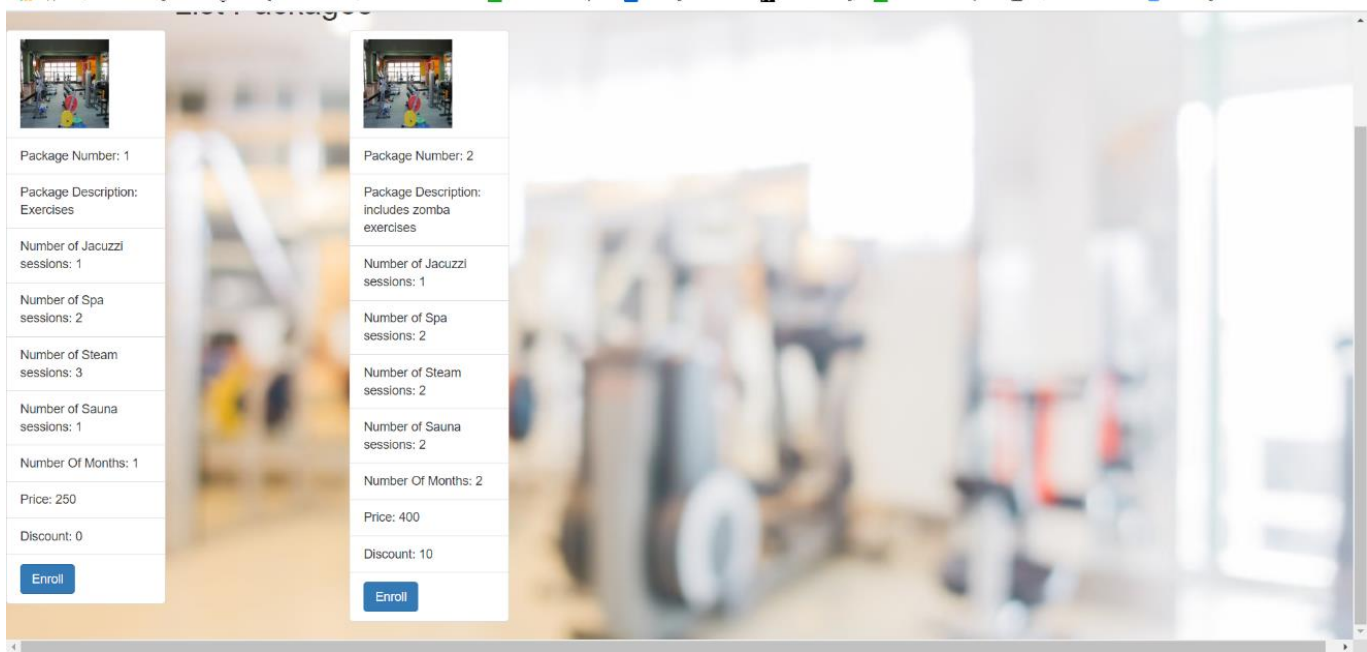 List Packages
Package Number: 1
Package Description:
Exercises
Number of Jacuzzi
sessions: 1
Number of Spa
sessions: 2
Number of Steam
sessions: 3
Number of Sauna
sessions: 1
Number Of Months: 1
Price: 250
Discount: 0
Enroll
Package Number: 2
Package Description:
includes zomba
exercises
Number of Jacuzzi
sessions: 1
Number of Spa
sessions: 2
Number of Steam
sessions: 2
Number of Sauna
sessions: 2
Number Of Months: 2
Price: 400
Discount: 10
Enroll